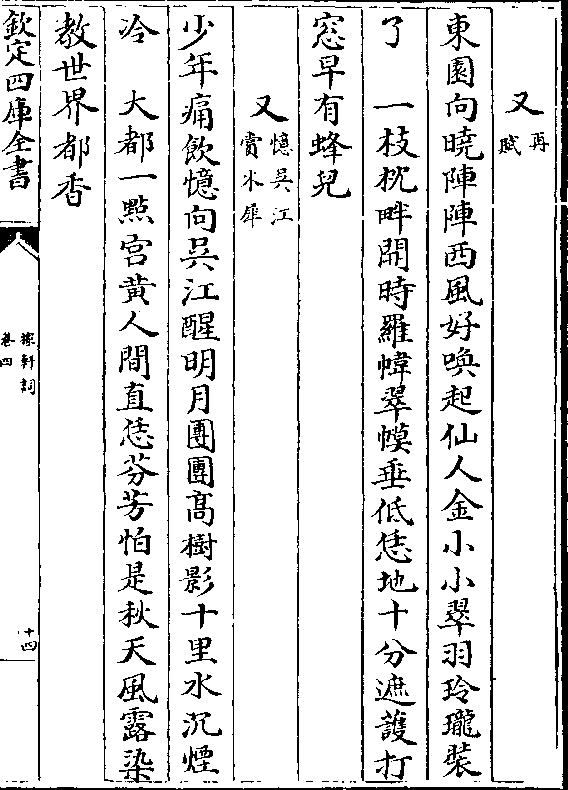 又 再賦
東園向曉陣陣西風好喚起仙人金小小翠羽玲瓏裝
了 一枝枕畔開時羅幃翠幙垂低恁地十分遮護打
窓早有蜂兒
又 憶吳江賞木犀
少年痛飲憶向吳江醒明月團團髙樹影十里水沉煙
冷 大都一㸃宫黄人間直恁芬芳怕是秋天風露染
教世界都香
欽定四庫全書
稼軒詞
卷四
十四